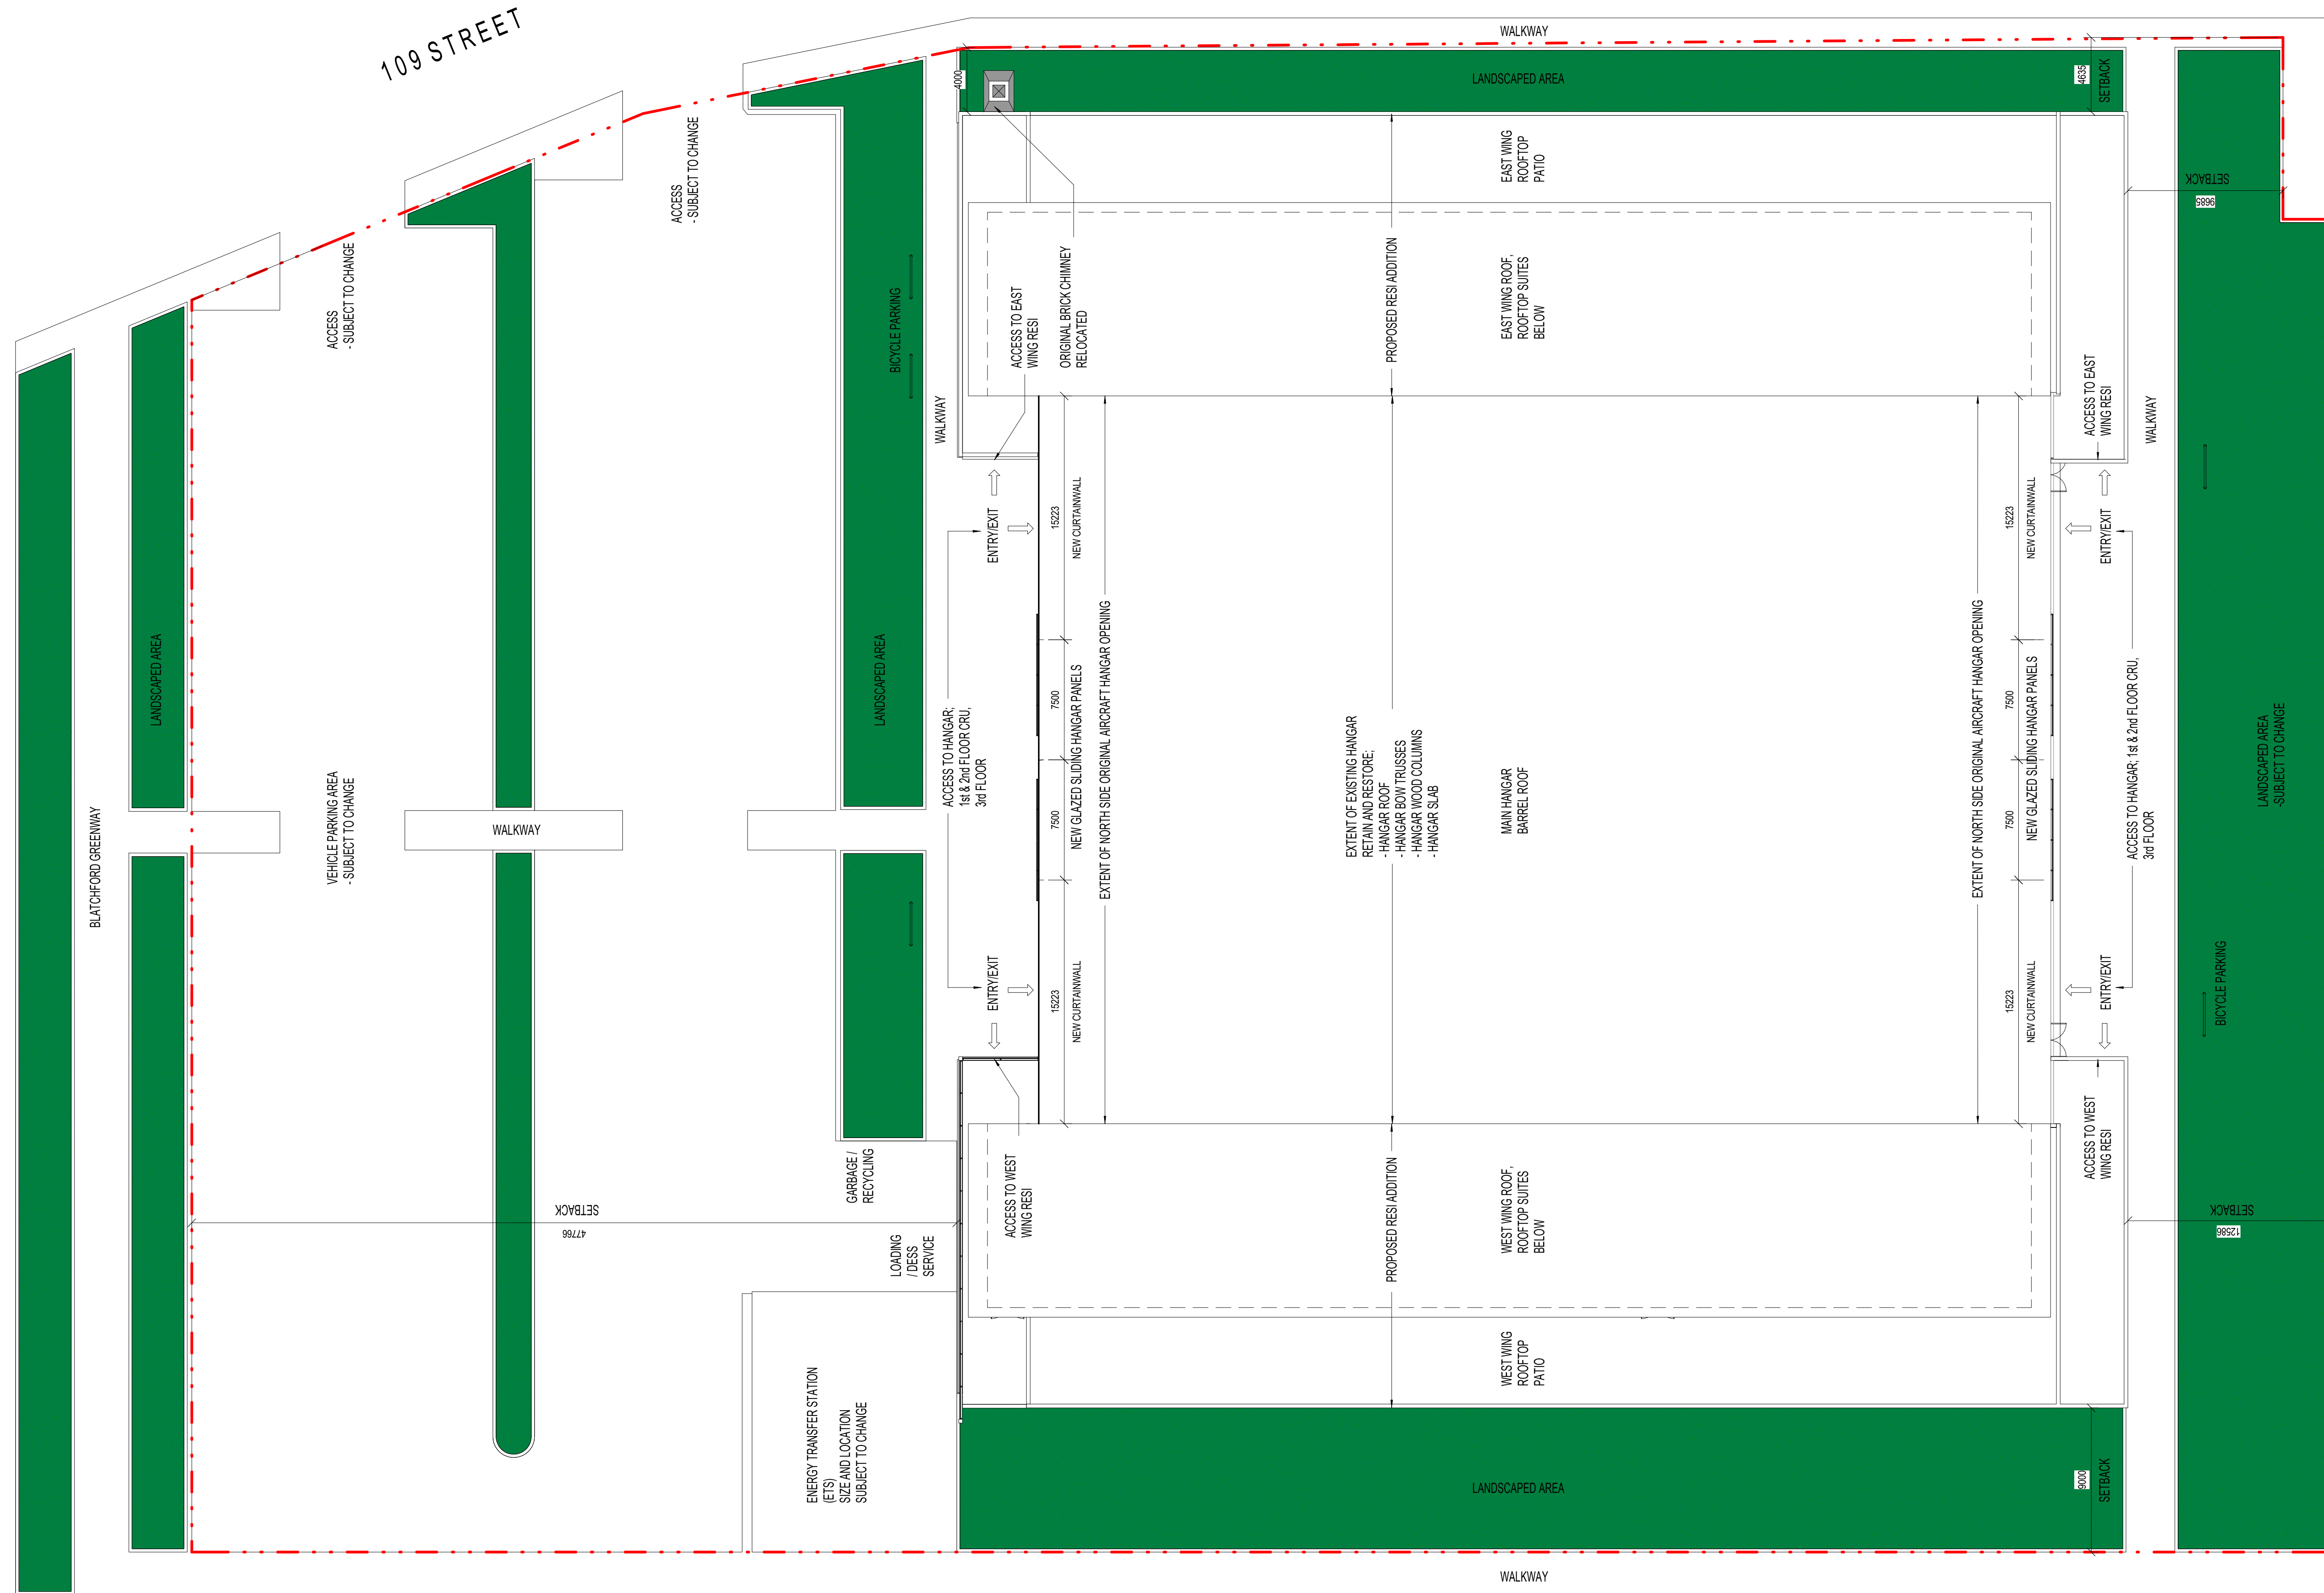 109 STREET
WALKWAY
LANDSCAPED AREA
4000
4635
SETBACK
ACCESS
- SUBJECT TO CHANGE
ACCESS
- SUBJECT TO CHANGE
BICYCLE PARKING
WALKWAY
ACCESS TO EAST
WING RESI
ORIGINAL BRICK CHIMNEY
RELOCATED
PROPOSED RESI ADDITION
EAST WING
ROOFTOP
PATIO
EAST WING ROOF,
ROOFTOP SUITES
BELOW
ACCESS TO EAST
WING RESI
WALKWAY
SETBACK
9685
BLATCHFORD GREENWAY
LANDSCAPED AREA
VEHICLE PARKING AREA
- SUBJECT TO CHANGE
WALKWAY
LANDSCAPED AREA
ACCESS TO HANGAR;
1st & 2nd FLOOR CRU,
3rd FLOOR
ENTRY/EXIT
ENTRY/EXIT
15223
7500
7500
15223
NEW CURTAINWALL
NEW GLAZED SLIDING HANGAR PANELS
NEW CURTAINWALL
EXTENT OF NORTH SIDE ORIGINAL AIRCRAFT HANGAR OPENING
EXTENT OF EXISTING HANGAR
RETAIN AND RESTORE;
- HANGAR ROOF
- HANGAR BOW TRUSSES
- HANGAR WOOD COLUMNS
- HANGAR SLAB
MAIN HANGAR
BARREL ROOF
EXTENT OF NORTH SIDE ORIGINAL AIRCRAFT HANGAR OPENING
15223
7500
7500
15223
NEW CURTAINWALL
NEW GLAZED SLIDING HANGAR PANELS
NEW CURTAINWALL
ENTRY/EXIT
ENTRY/EXIT
ACCESS TO HANGAR; 1st & 2nd FLOOR CRU,
3rd FLOOR
LANDSCAPED AREA
-SUBJECT TO CHANGE
BICYCLE PARKING
SETBACK
47766
GARBAGE /
RECYCLING
LOADING
/ DESS
SERVICE
ENERGY TRANSFER STATION
(ETS)
SIZE AND LOCATION
SUBJECT TO CHANGE
ACCESS TO WEST
WING RESI
PROPOSED RESI ADDITION
WEST WING ROOF,
ROOFTOP SUITES
BELOW
WEST WING
ROOFTOP
PATIO
ACCESS TO WEST
WING RESI
SETBACK
12586
LANDSCAPED AREA
9000
SETBACK
WALKWAY